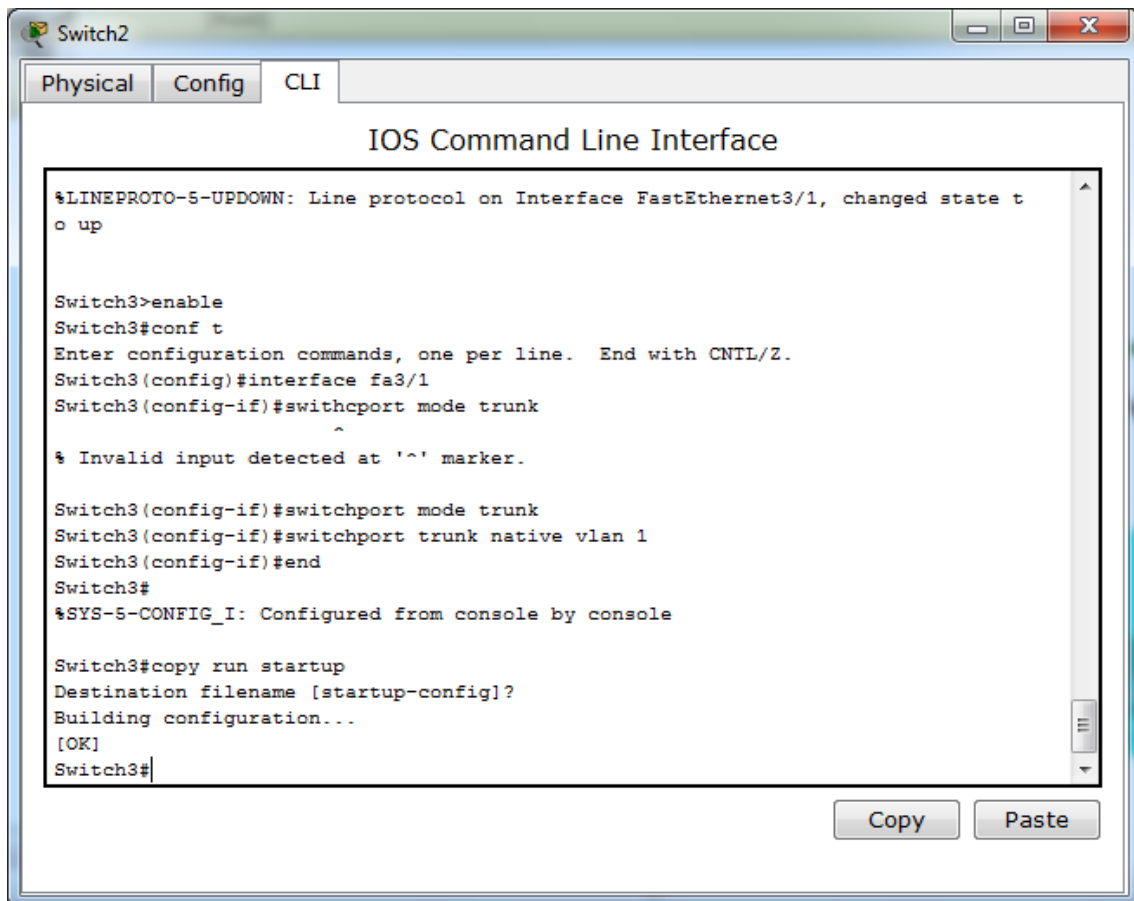 Switch2
Physical Config CLI
IOS Command Line Interface
%LINEPROTO-5-UPDOWN: Line protocol on Interface FastEthernet3/1, changed state t
o up
Switch3>enable
Switch3#conf t
Enter configuration commands, one per line.  End with CNTL/Z.
Switch3(config)#interface fa3/1
Switch3(config-if)#swithcport mode trunk
^
% Invalid input detected at '^' marker.
Switch3(config-if)#switchport mode trunk
Switch3(config-if)#switchport trunk native vlan 1
Switch3(config-if)#end
Switch3#
%SYS-5-CONFIG_I: Configured from console by console
Switch3#copy run startup
Destination filename [startup-config]?
Building configuration...
[OK]
Switch3#
Copy Paste